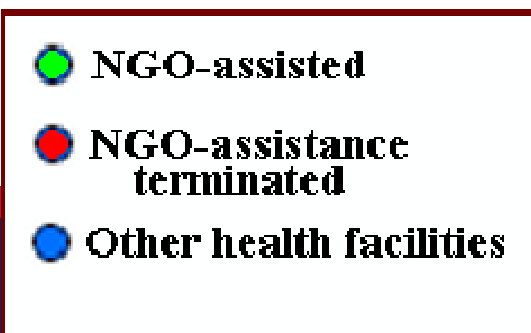 NGO-assisted
NGO-assistance
terminated
Other health facilities